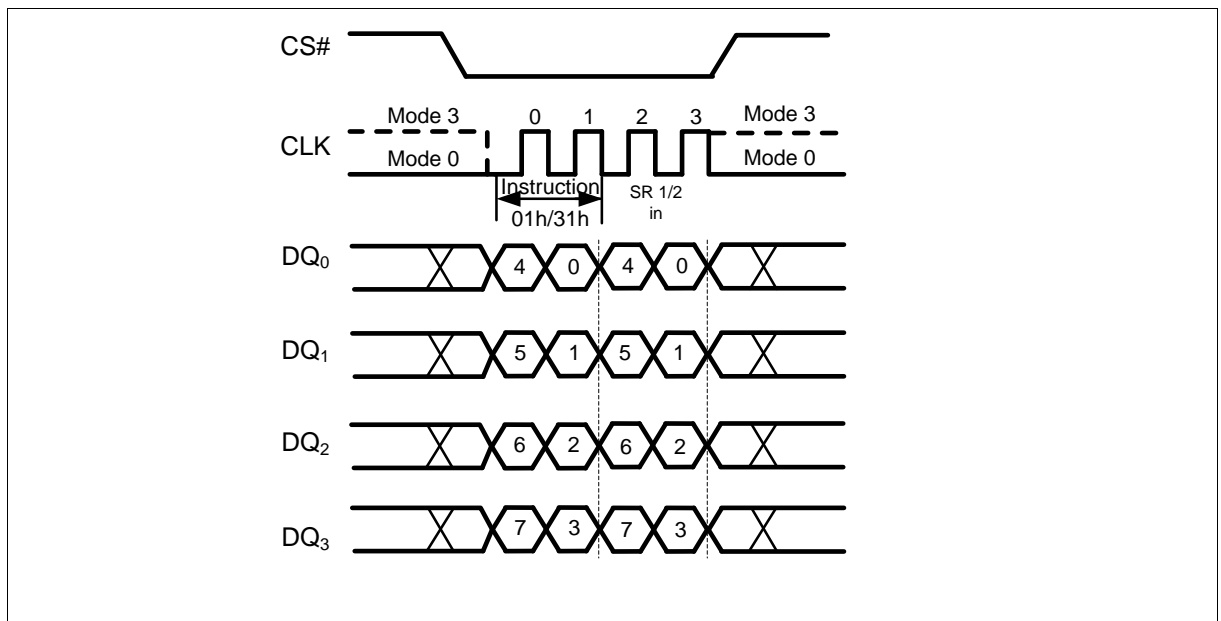 CS#
0 1 2 3
Mode 3 Mode 3
CLK
Mode 0 Mode 0
Instruction SR 1/2
01h/31h in
DQ0 4 0 4 0
DQ1 5 1 5 1
DQ2 6 2 6 2
DQ3 7 3 7 3